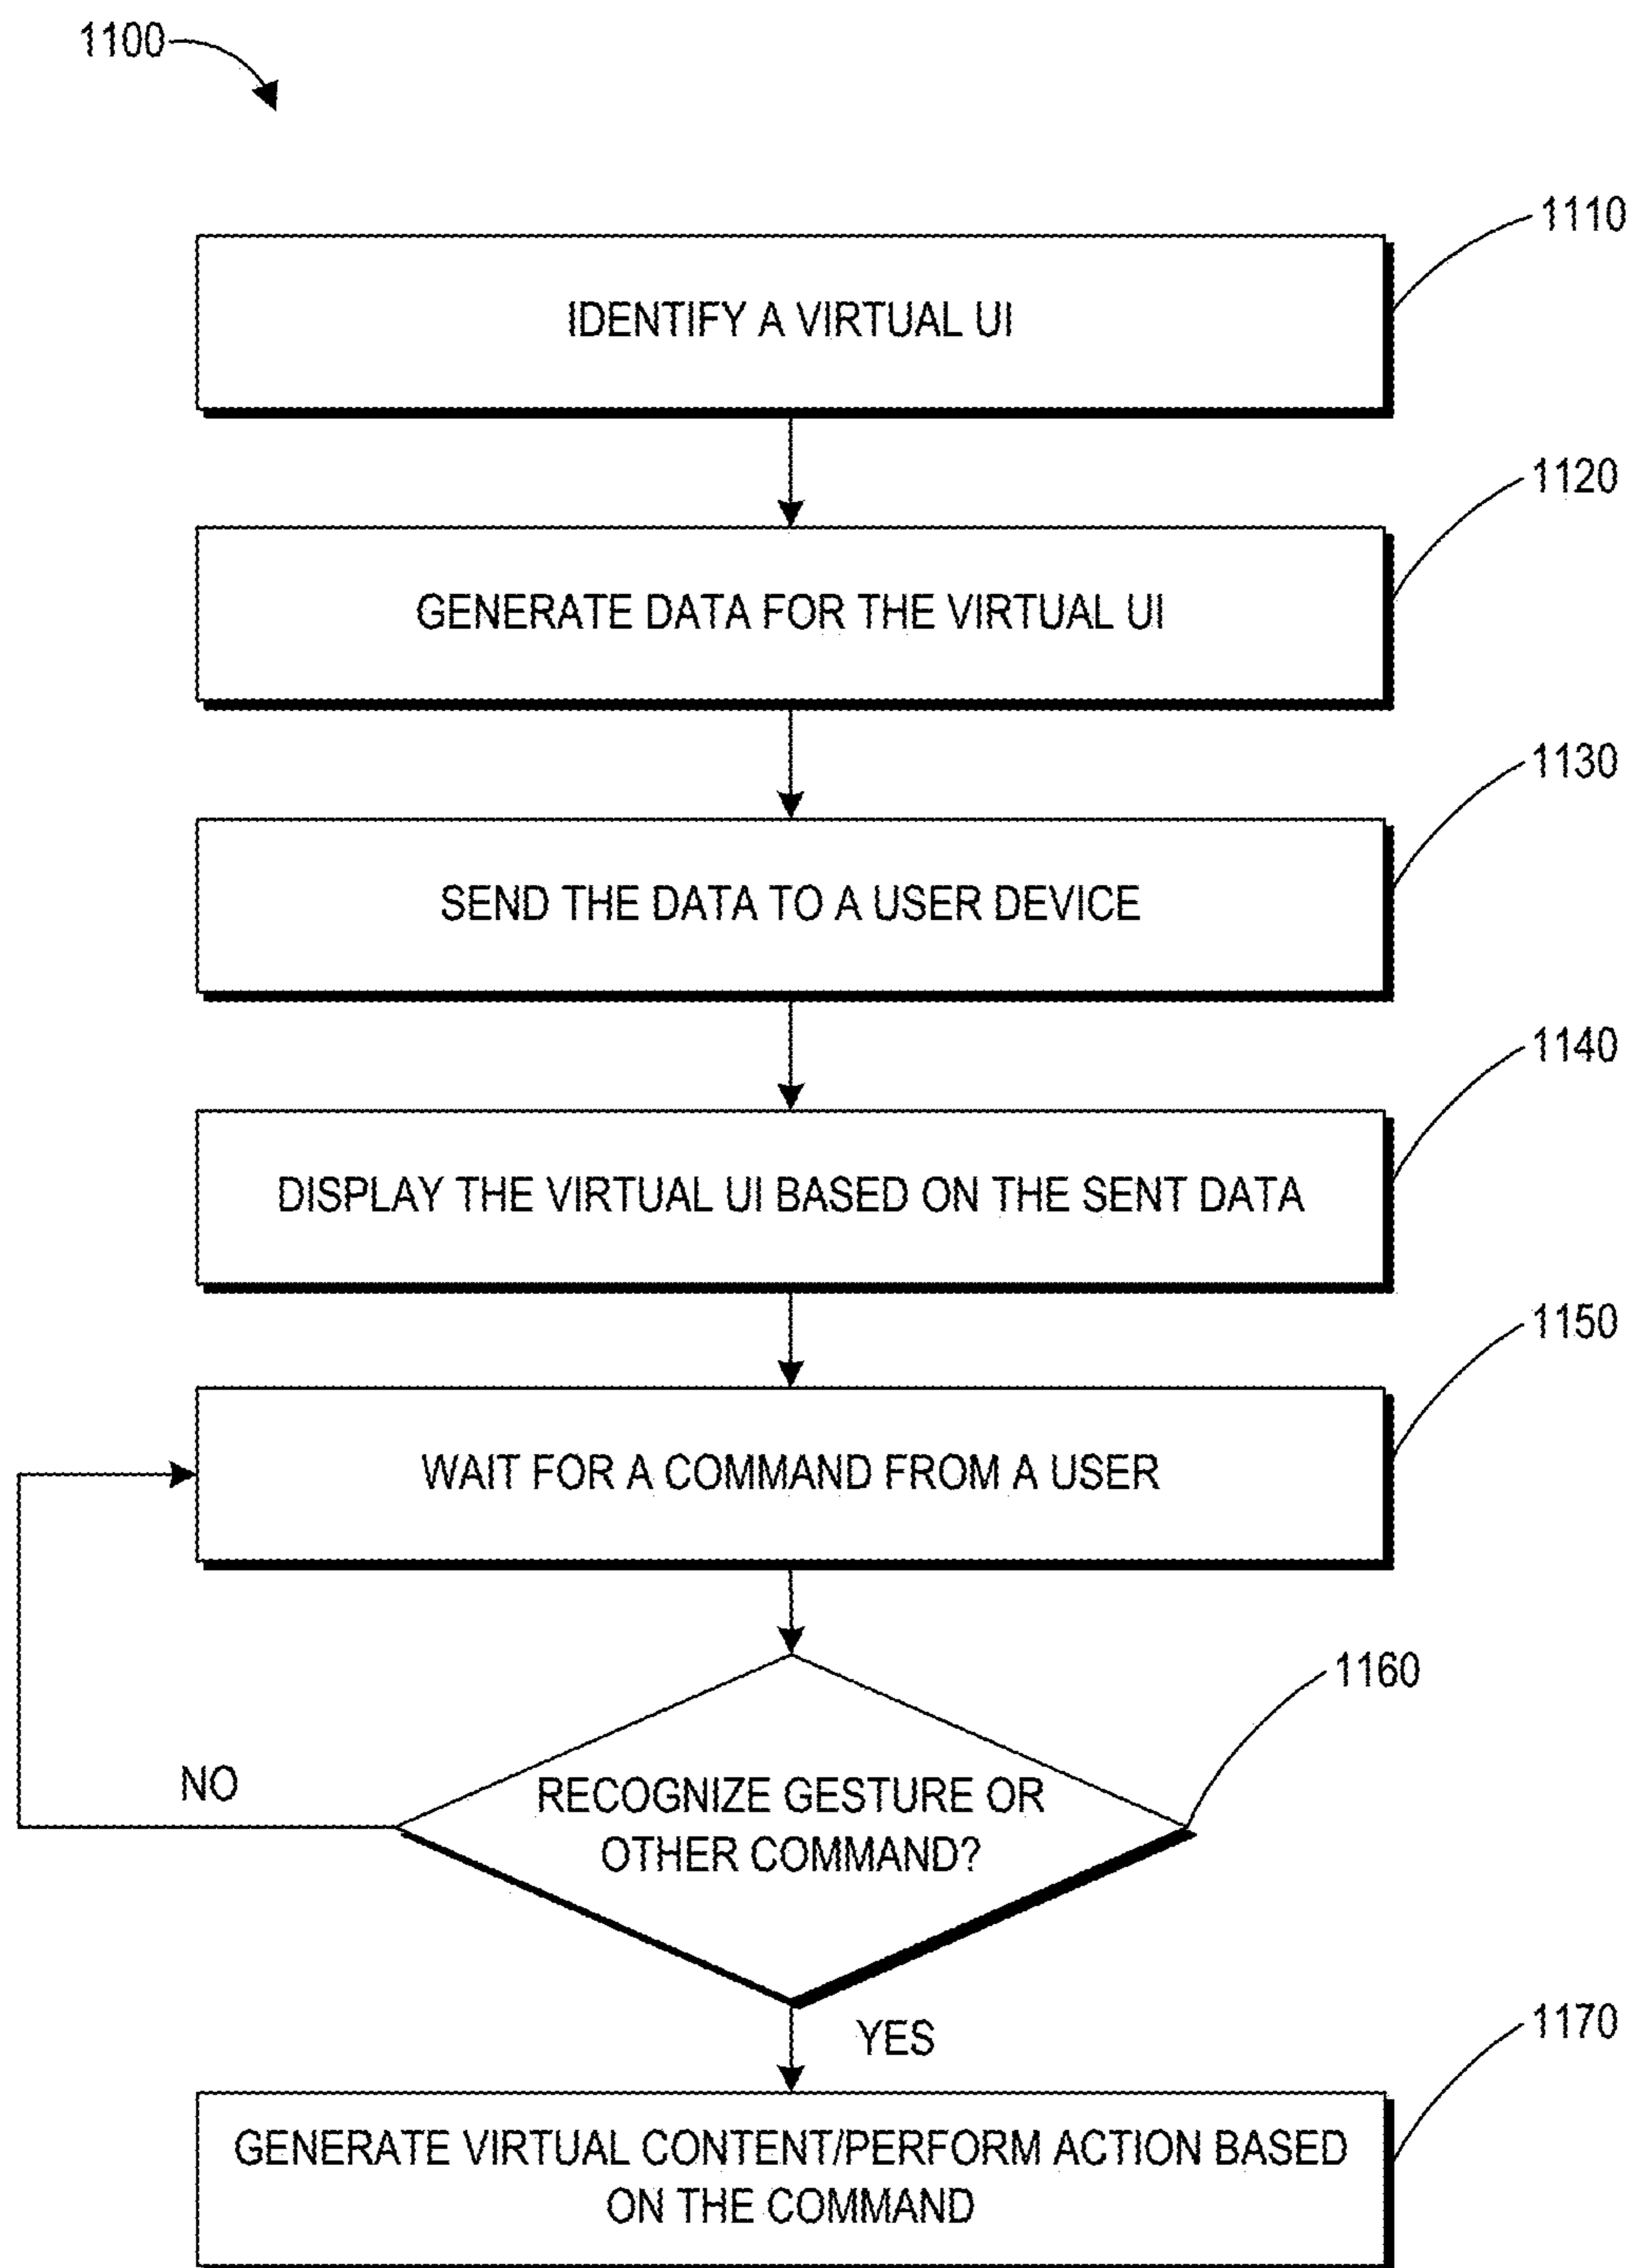 1100
1110
IDENTIFY A VIRTUAL UI
1120
GENERATE DATA FOR THE VIRTUAL UI
1130
SEND THE DATA TO A USER DEVICE
1140
DISPLAY THE VIRTUAL UI BASED ON THE SENT DATA
1150
WAIT FOR A COMMAND FROM A USER
1160
NO
RECOGNIZE GESTURE OR
OTHER COMMAND?
YES
1170
GENERATE VIRTUAL CONTENT/PERFORM ACTION BASED
ON THE COMMAND